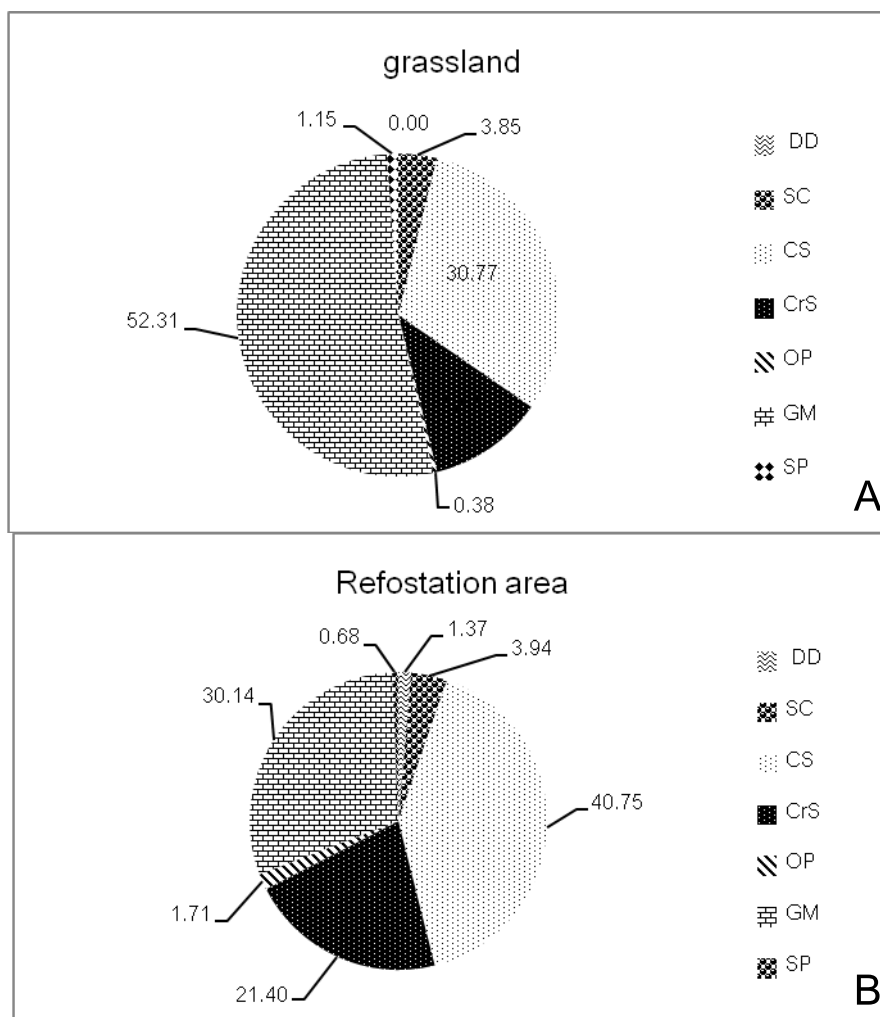 grassland
1.15
0.00
3.85
30.77
52.31
0.38
DD
SC
CS
CrS
OP
GM
SP
A
Refostation area
0.68
1.37
3.94
30.14
40.75
1.71
21.40
DD
SC
CS
CrS
OP
GM
SP
B